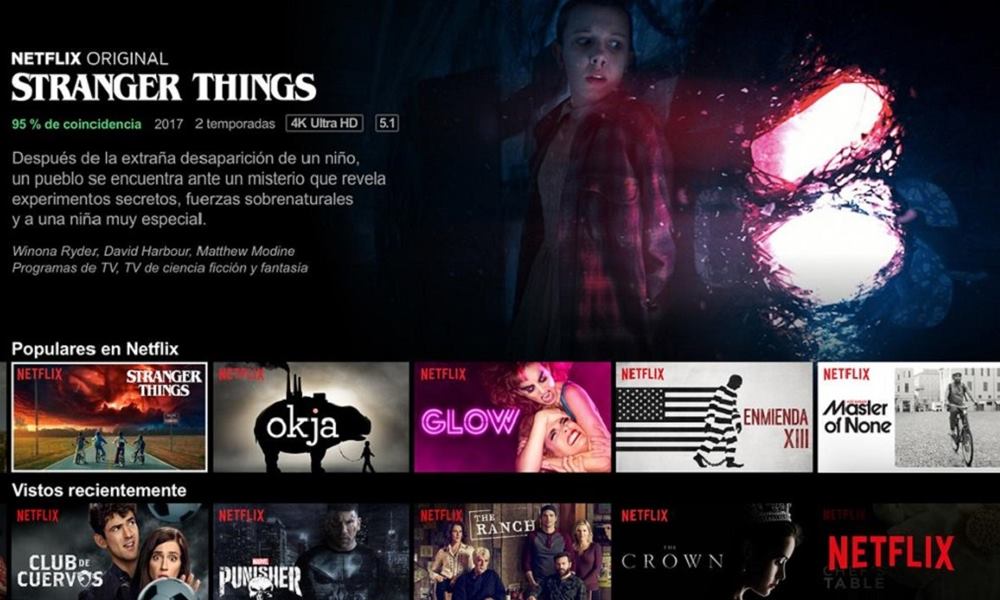 NETFLIX ORIGINAL
STRANGER THINGS
95 % de coincidencia 2017 2 temporadas 4K Ultra HD 5.1
Después de la extraña desaparición de un niño,
un pueblo se encuentra ante un misterio que revela
experimentos secretos, fuerzas sobrenaturales
y a una niña muy especial.
Winona Ryder, David Harbour, Matthew Modine
Programas de TV, TV de ciencia ficción y fantasía
Populares en Netflix
NETFLIX
STRANGER
THINGS
NETFLIX
okja
NETFLIX
GLOW
NETFLIX
ENMIENDA
XIII
NETFLIX
Master
of None
Vistos recientemente
NETFLIX
CLUB DE
CUERVOS
NETFLIX
MARVEL
PUNISHER
NETFLIX
THE
RANCH
NETFLIX
THE
CROWN
NETFLIX
NETFLIX
TABLE